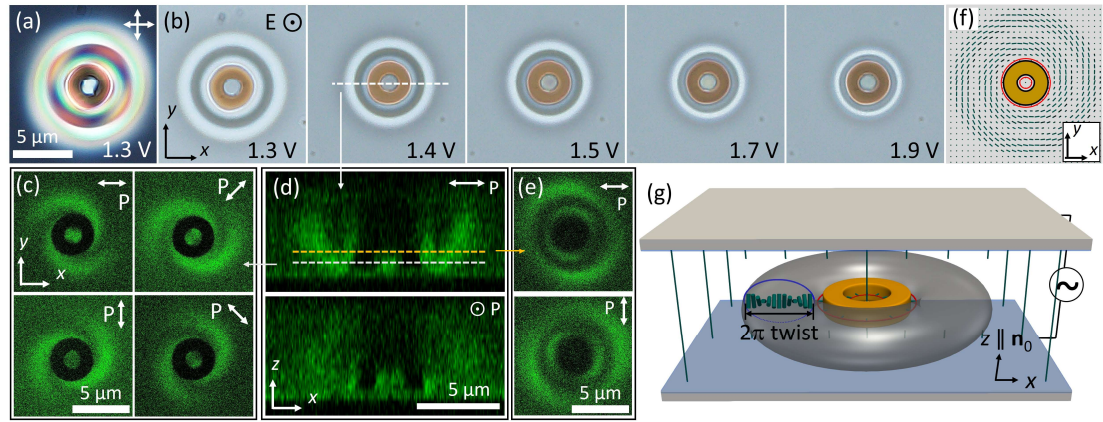 (a)
5 µm
1.3 V
(b)
E
y
x
1.3 V
1.4 V
1.5 V
1.7 V
1.9 V
(f)
y
x
(c)
P
P
y
x
P
P
5 µm
(d)
P
P
z
x
5 µm
(e)
P
P
5 µm
(g)
2π twist
z ∥ n₀
x
~